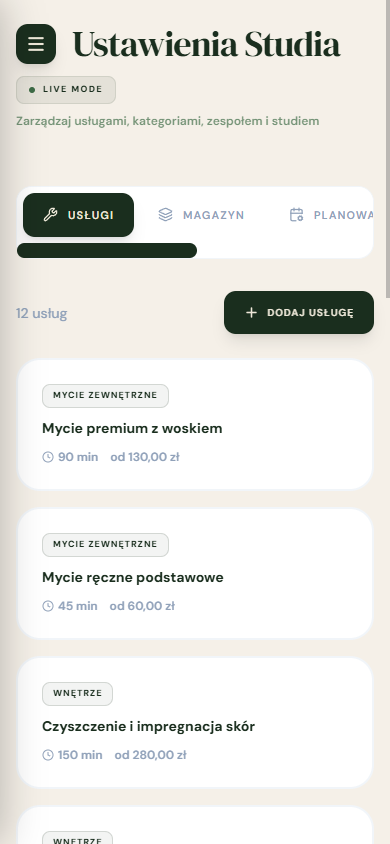 Ustawienia Studia
LIVE MODE
Zarządzaj usługami, kategoriami, zespołem i studiem
USŁUGI MAGAZYN PLANOWA
12 usług
DODAJ USŁUGĘ
MYCIE ZEWNĘTRZNE
Mycie premium z woskiem
90 min od 130,00 zł
MYCIE ZEWNĘTRZNE
Mycie ręczne podstawowe
45 min od 60,00 zł
WNĘTRZE
Czyszczenie i impregnacja skór
150 min od 280,00 zł
WNĘTRZE